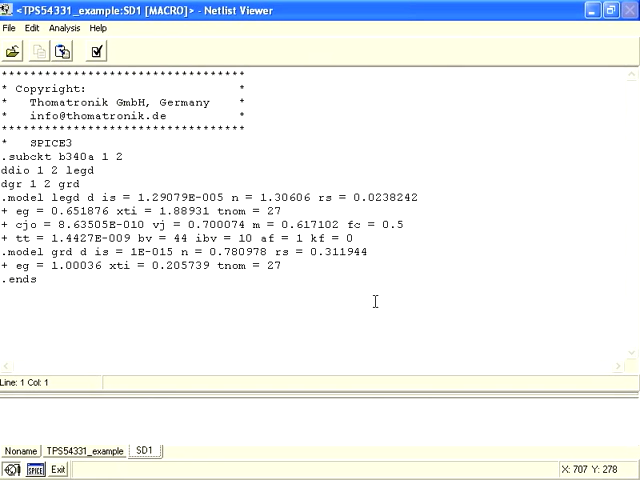 <TPS54331_example:SD1 [MACRO]> - Netlist Viewer
File Edit Analysis Help
**********************************
* Copyright: *
* Thomatronik GmbH, Germany *
* info@thomatronik.de *
**********************************
* SPICE3
.subckt b340a 1 2
ddio 1 2 legd
dgr 1 2 grd
.model legd d is = 1.29079E-005 n = 1.30606 rs = 0.0238242
+ eg = 0.651876 xti = 1.88931 tnom = 27
+ cjo = 8.63505E-010 vj = 0.700074 m = 0.617102 fc = 0.5
+ tt = 1.4427E-009 bv = 44 ibv = 10 af = 1 kf = 0
.model grd d is = 1E-015 n = 0.780978 rs = 0.311944
+ eg = 1.00036 xti = 0.205739 tnom = 27
.ends
Line: 1 Col: 1
Noname TPS54331_example SD1
SPICE Exit X: 707 Y: 278